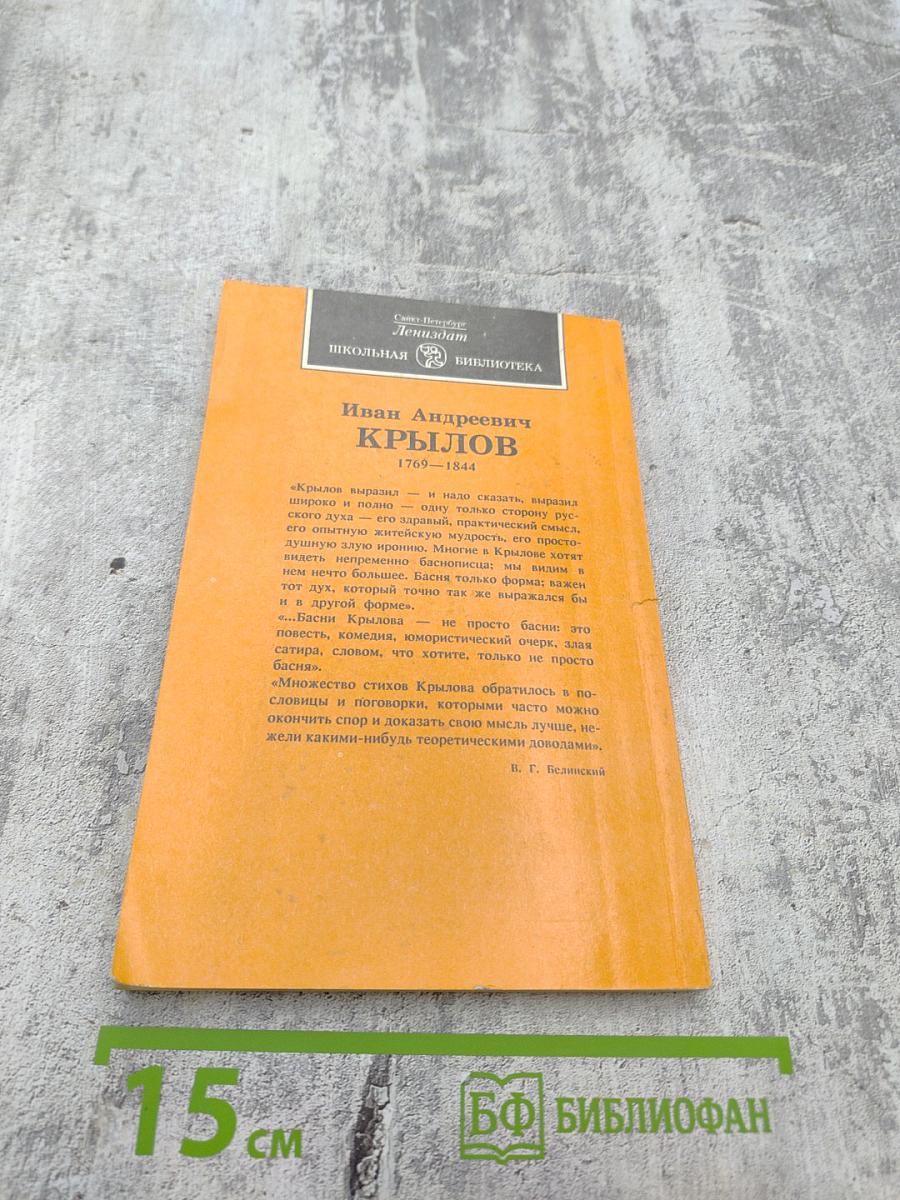 Санкт-Петербург
Лениздат
ШКОЛЬНАЯ БИБЛИОТЕКА
Иван Андреевич
КРЫЛОВ
1769—1844
«Крылов выразил — и надо сказать, выразил
широко и полно — одну только сторону рус-
ского духа — его здравый, практический смысл,
его опытную житейскую мудрость, его просто-
душную злую иронию. Многие в Крылове хотят
видеть непременно баснописца; мы видим в
нем нечто большее. Басня только форма; важен
тот дух, который точно так же выражался бы
и в другой форме».
«...Басни Крылова — не просто басни: это
повесть, комедия, юмористический очерк, злая
сатира, словом, что хотите, только не просто
басня».
«Множество стихов Крылова обратилось в по-
словицы и поговорки, которыми часто можно
окончить спор и доказать свою мысль лучше, не-
жели какими-нибудь теоретическими доводами».
В. Г. Белинский
15 см
БФ БИБЛИОФАН